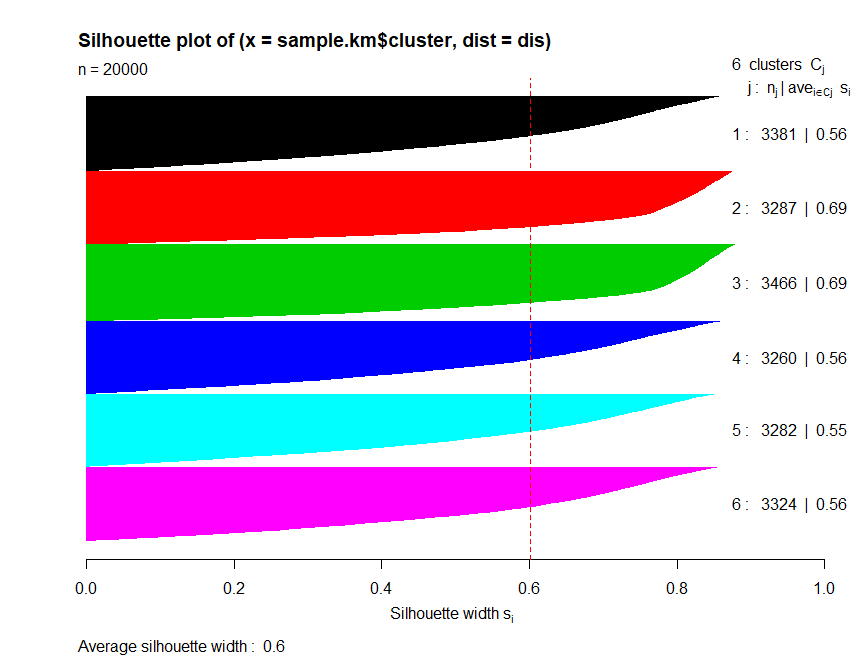 Silhouette plot of (x = sample.km$cluster, dist = dis)
n = 20000
6 clusters Cj
j : nj | avei∈Cj si
1 : 3381 | 0.56
2 : 3287 | 0.69
3 : 3466 | 0.69
4 : 3260 | 0.56
5 : 3282 | 0.55
6 : 3324 | 0.56
0.0 0.2 0.4 0.6 0.8 1.0
Silhouette width si
Average silhouette width : 0.6